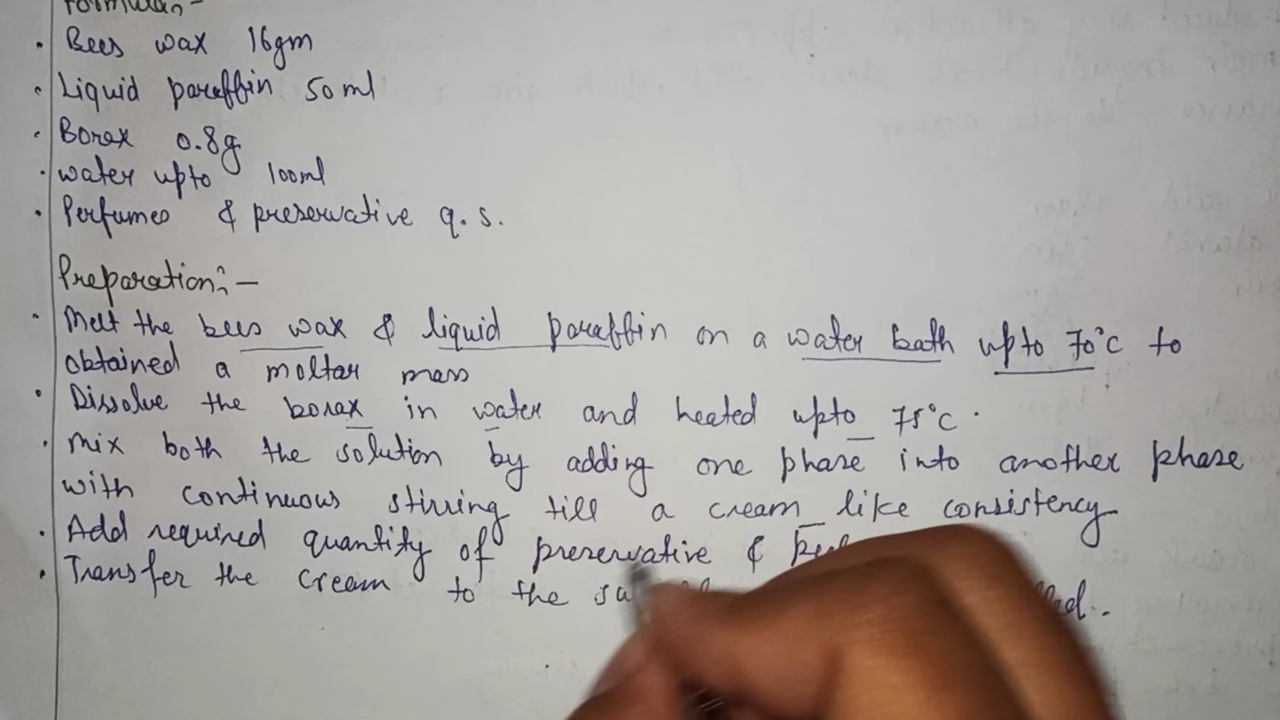 Formula:-
• Bees wax 16gm
• Liquid paraffin 50ml
• Borax 0.8g
• water upto 100ml
• Perfumes & preservative q.s.
Preparation:-
• Melt the bees wax & liquid paraffin on a water bath upto 70°C to
obtained a moltar mass
• Dissolve the borax in water and heated upto 75°C.
• Mix both the solution by adding one phase into another phase
with continuous stirring till a cream like consistency
• Add required quantity of preservative &
• Transfer the cream to the